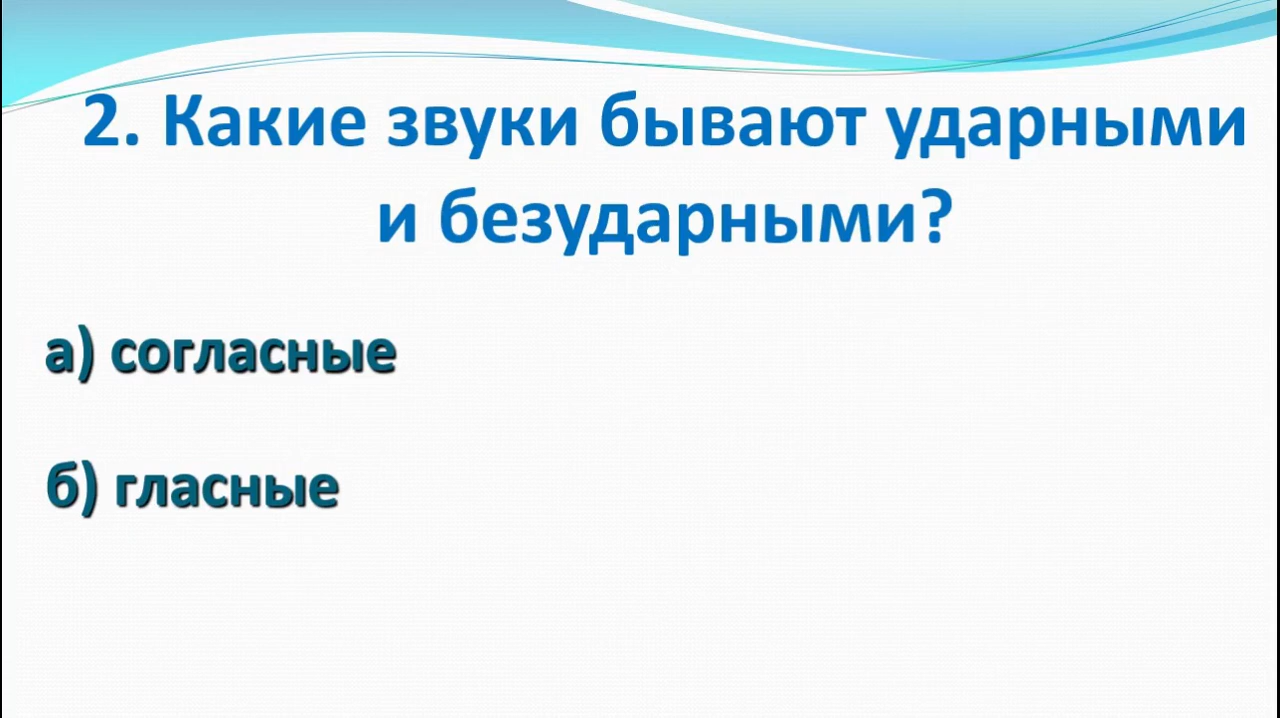 2. Какие звуки бывают ударными
и безударными?
а) согласные
б) гласные